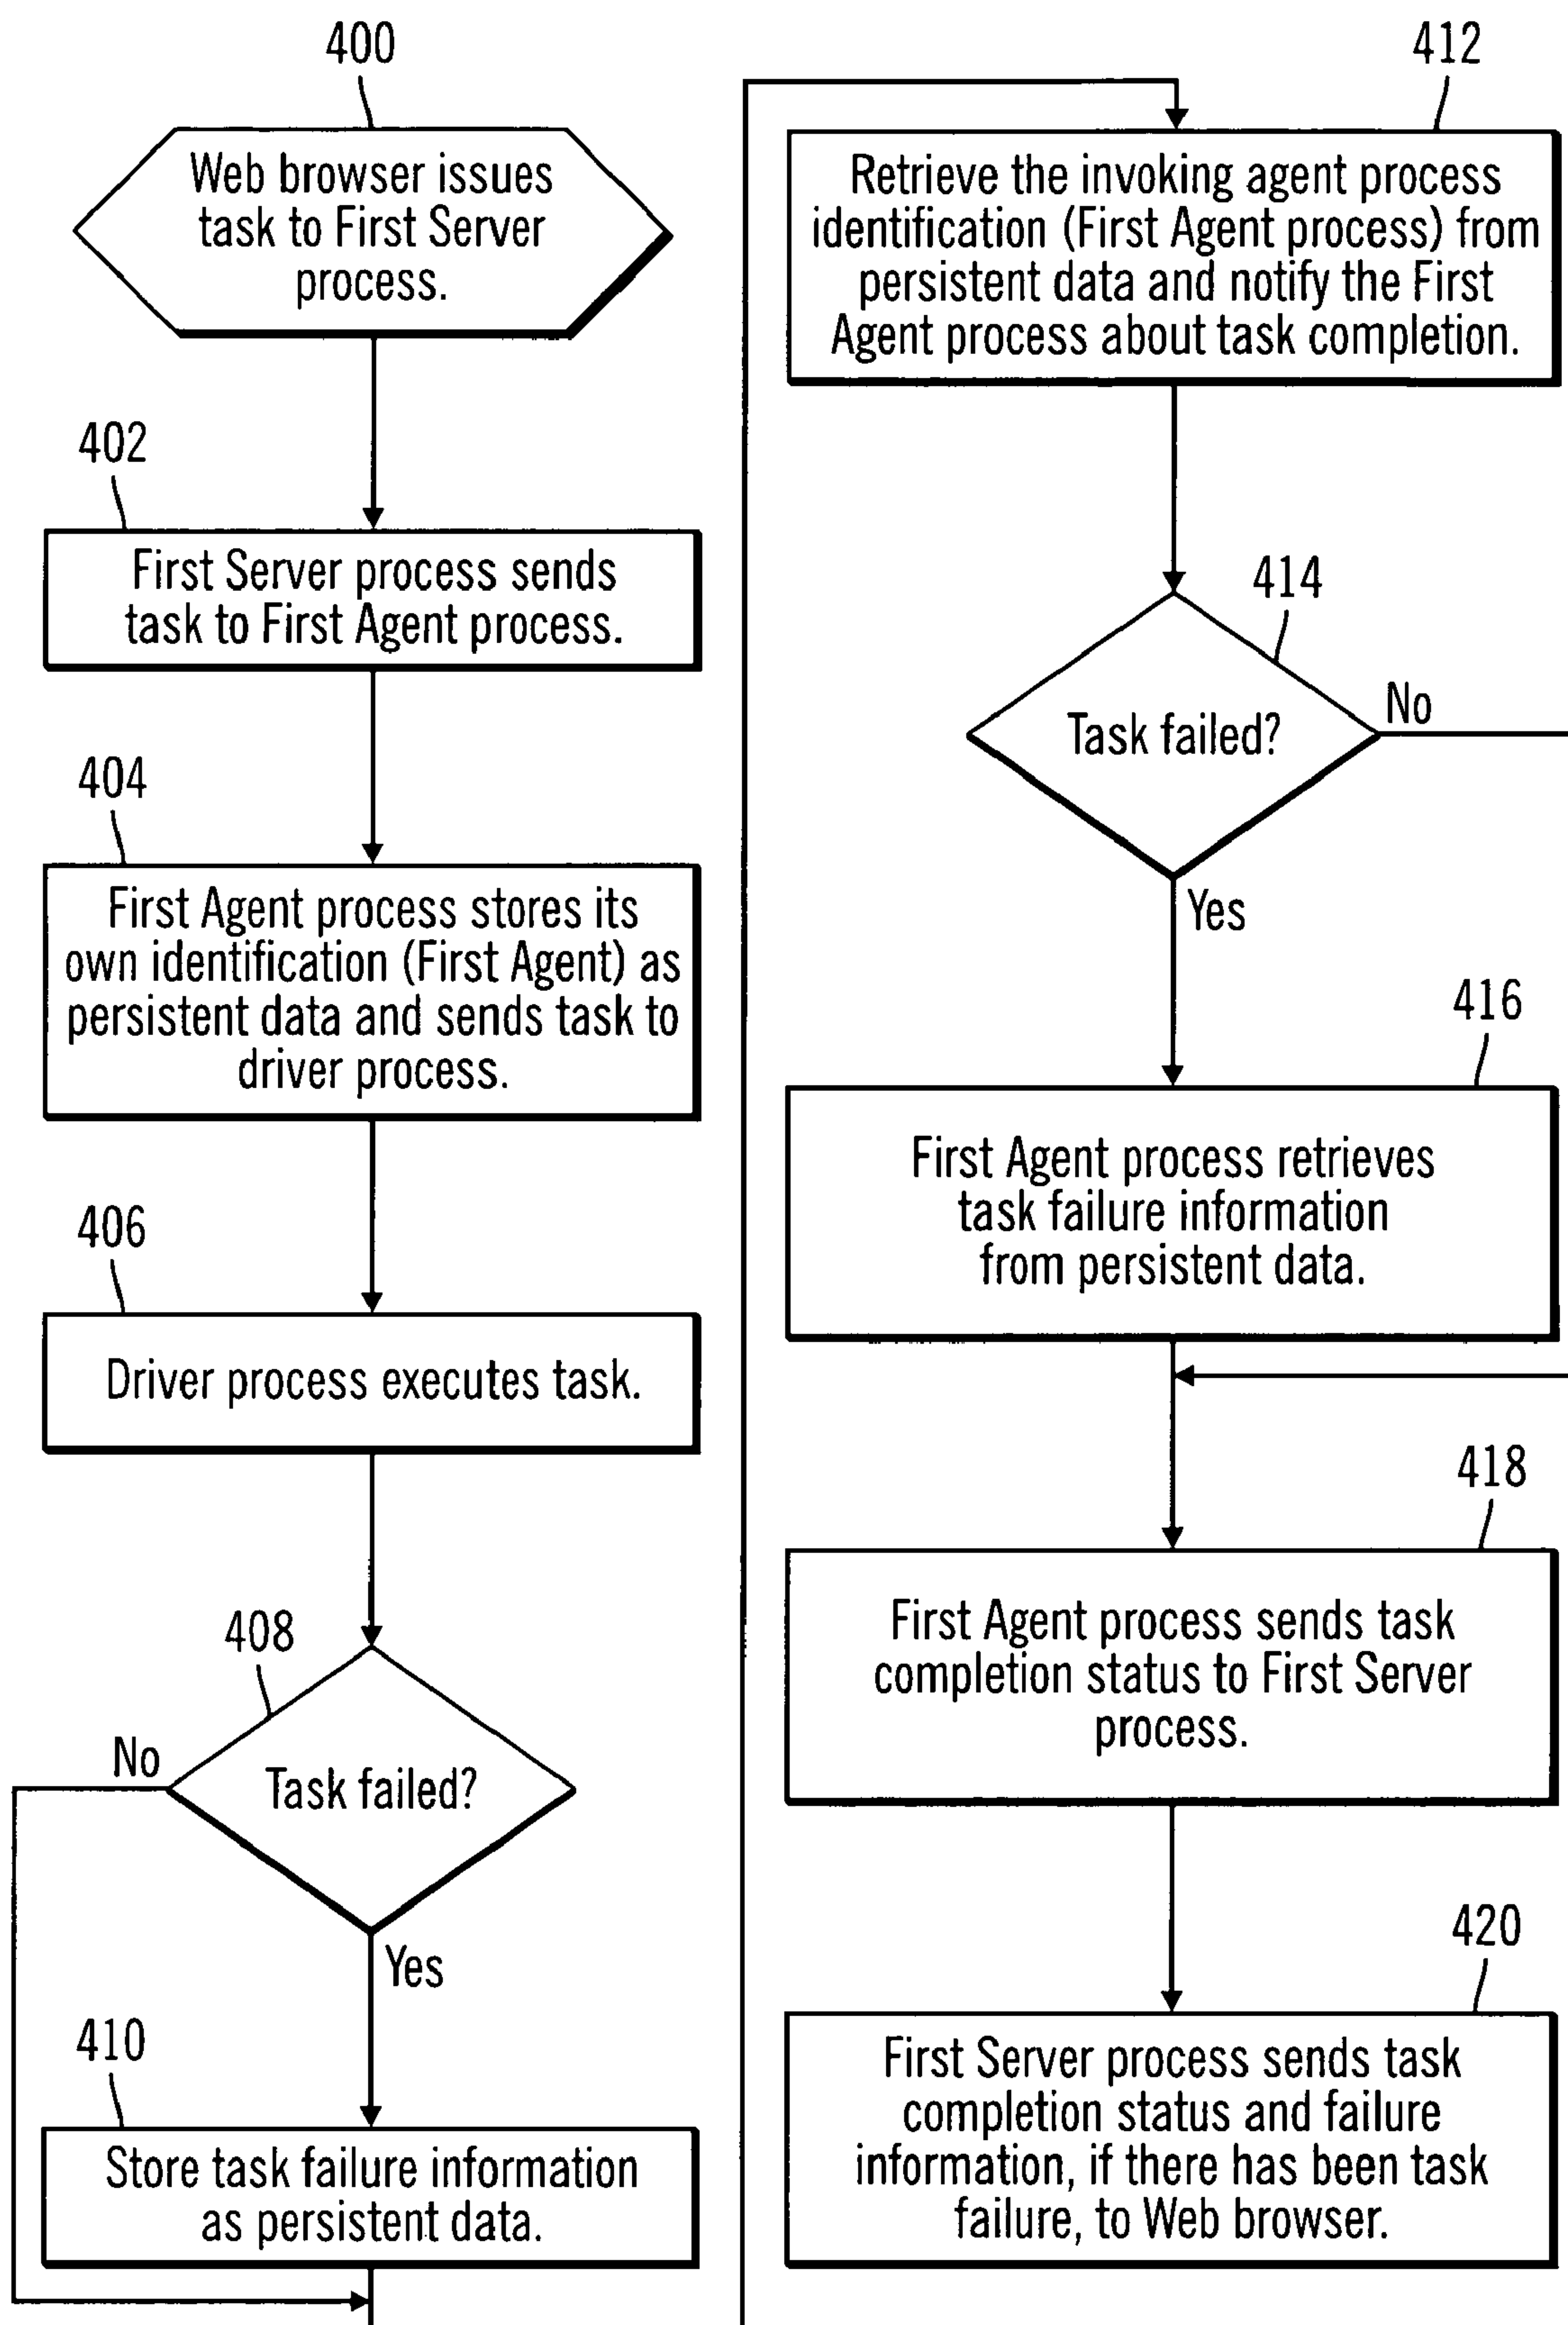 400
Web browser issues
task to First Server
process.
402
First Server process sends
task to First Agent process.
404
First Agent process stores its
own identification (First Agent) as
persistent data and sends task to
driver process.
406
Driver process executes task.
408
No
Task failed?
Yes
410
Store task failure information
as persistent data.
412
Retrieve the invoking agent process
identification (First Agent process) from
persistent data and notify the First
Agent process about task completion.
414
No
Task failed?
Yes
416
First Agent process retrieves
task failure information
from persistent data.
418
First Agent process sends task
completion status to First Server
process.
420
First Server process sends task
completion status and failure
information, if there has been task
failure, to Web browser.